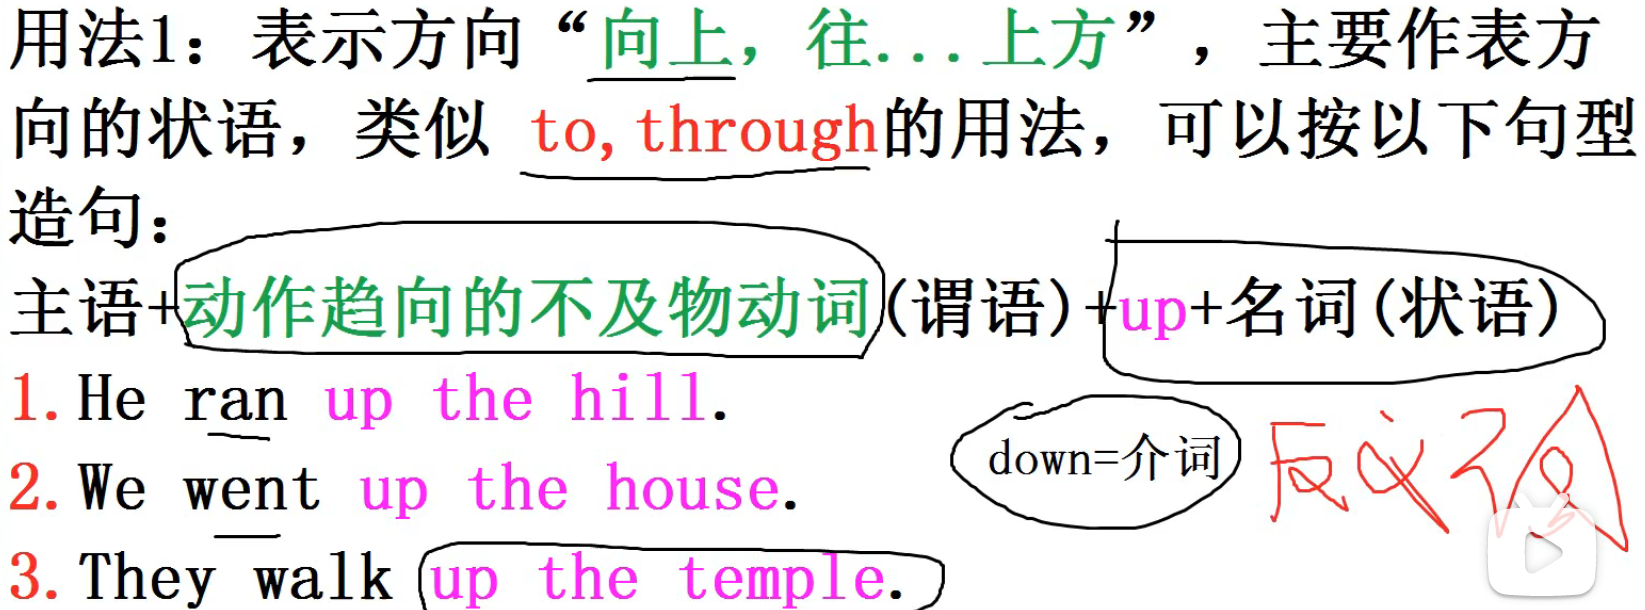 用法1：表示方向“向上，往...上方”，主要作表方
向的状语，类似 to,through的用法，可以按以下句型
造句：
主语+动作趋向的不及物动词(谓语)+up+名词(状语)
1.He ran up the hill.
down=介词 反义词
2.We went up the house.
3.They walk up the temple.